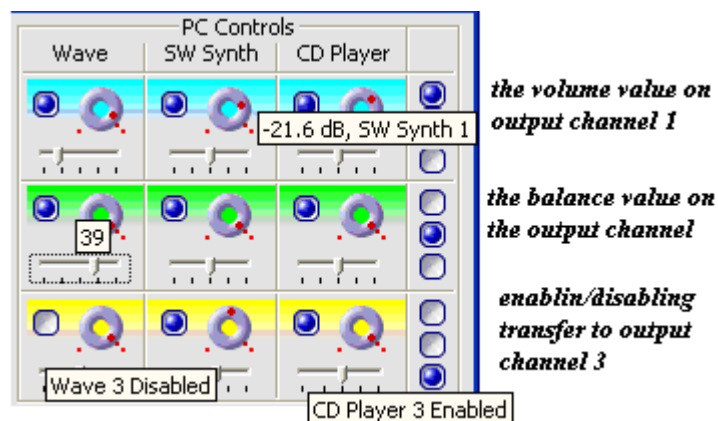 PC Controls
Wave SW Synth CD Player
-21.6 dB, SW Synth 1
the volume value on
output channel 1
39
the balance value on
the output channel
Wave 3 Disabled
CD Player 3 Enabled
enablin/disabling
transfer to output
channel 3